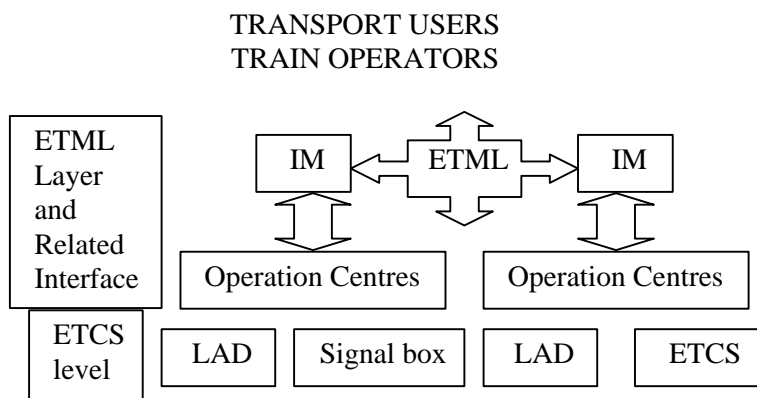 TRANSPORT USERS
TRAIN OPERATORS
ETML
Layer
and
Related
Interface
IM
ETML
IM
Operation Centres
Operation Centres
ETCS
level
LAD
Signal box
LAD
ETCS